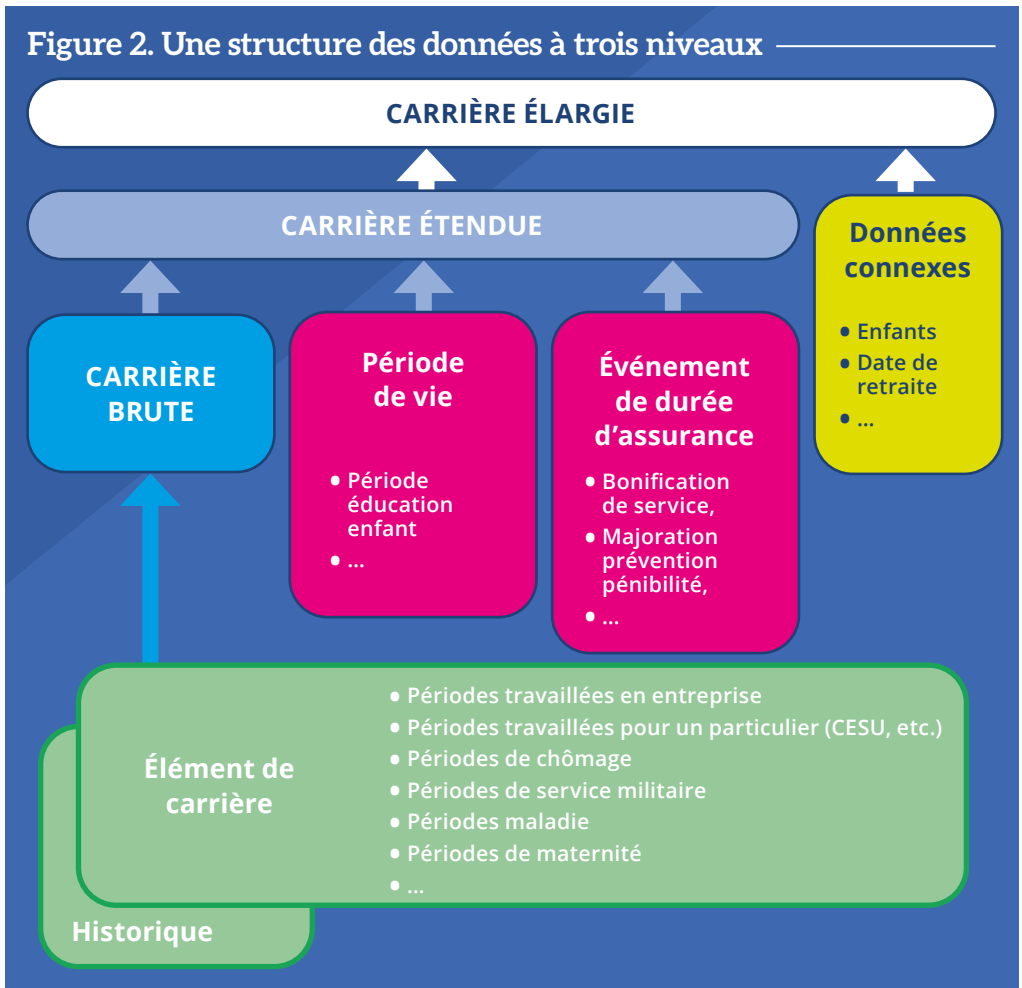 Figure 2. Une structure des données à trois niveaux
CARRIÈRE ÉLARGIE
CARRIÈRE ÉTENDUE
Données
connexes
• Enfants
• Date de
retraite
• ...
CARRIÈRE
BRUTE
Période
de vie
• Période
éducation
enfant
• ...
Événement
de durée
d'assurance
• Bonification
de service,
• Majoration
prévention
pénibilité,
• ...
Élément de
carrière
• Périodes travaillées en entreprise
• Périodes travaillées pour un particulier (CESU, etc.)
• Périodes de chômage
• Périodes de service militaire
• Périodes maladie
• Périodes de maternité
• ...
Historique